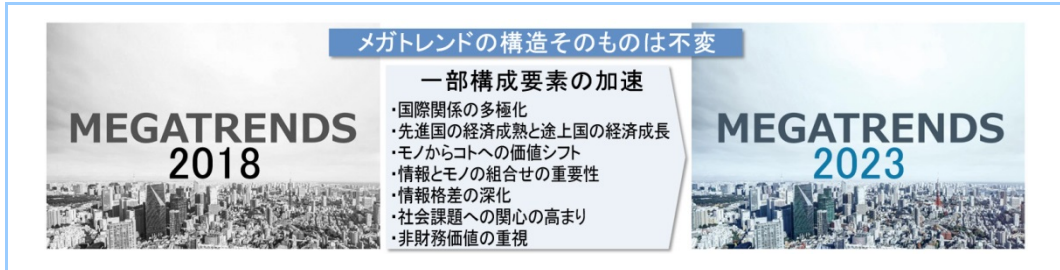 メガトレンドの構造そのものは不変
MEGATRENDS
2018
一部構成要素の加速
・国際関係の多極化
・先進国の経済成熟と途上国の経済成長
・モノからコトへの価値シフト
・情報とモノの組合せの重要性
・情報格差の深化
・社会課題への関心の高まり
・非財務価値の重視
MEGATRENDS
2023